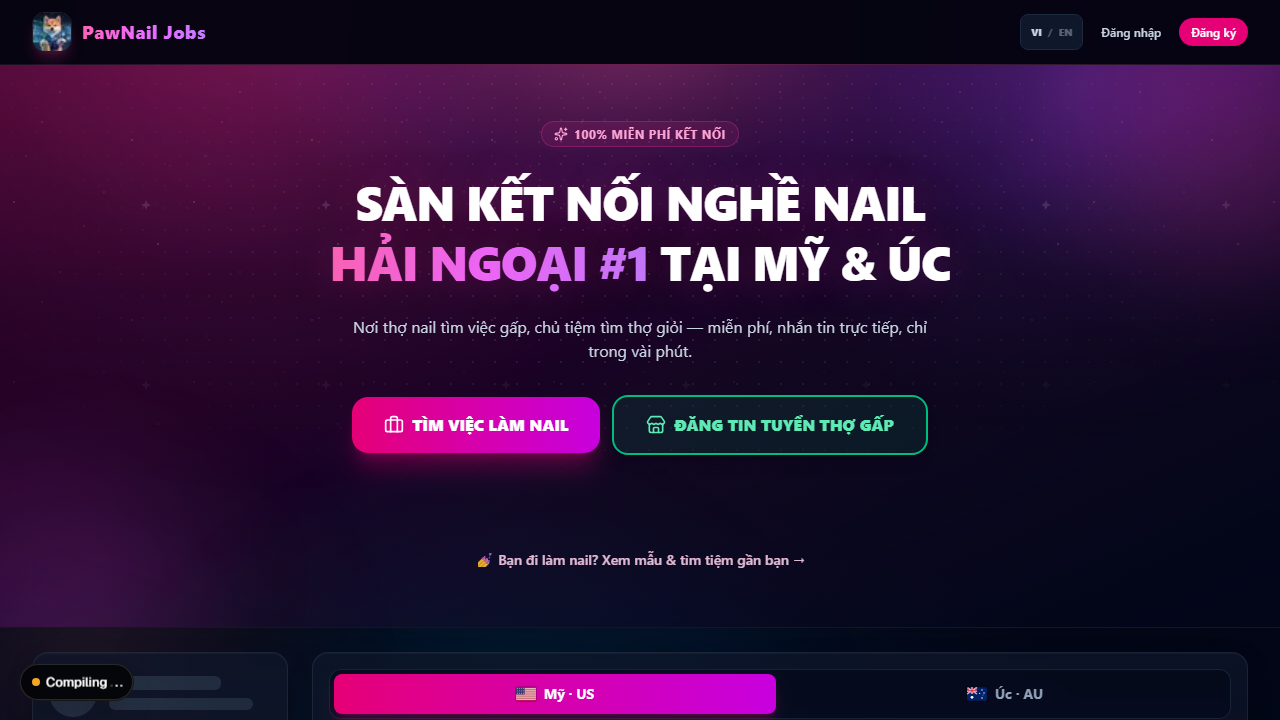 PawNail Jobs
VI / EN
Đăng nhập
Đăng ký
100% MIỄN PHÍ KẾT NỐI
SÀN KẾT NỐI NGHỀ NAIL
HẢI NGOẠI #1 TẠI MỸ & ÚC
Nơi thợ nail tìm việc gấp, chủ tiệm tìm thợ giỏi — miễn phí, nhắn tin trực tiếp, chỉ
trong vài phút.
TÌM VIỆC LÀM NAIL
ĐĂNG TIN TUYỂN THỢ GẤP
💅 Bạn đi làm nail? Xem mẫu & tìm tiệm gần bạn →
Compiling ...
Mỹ · US
Úc · AU